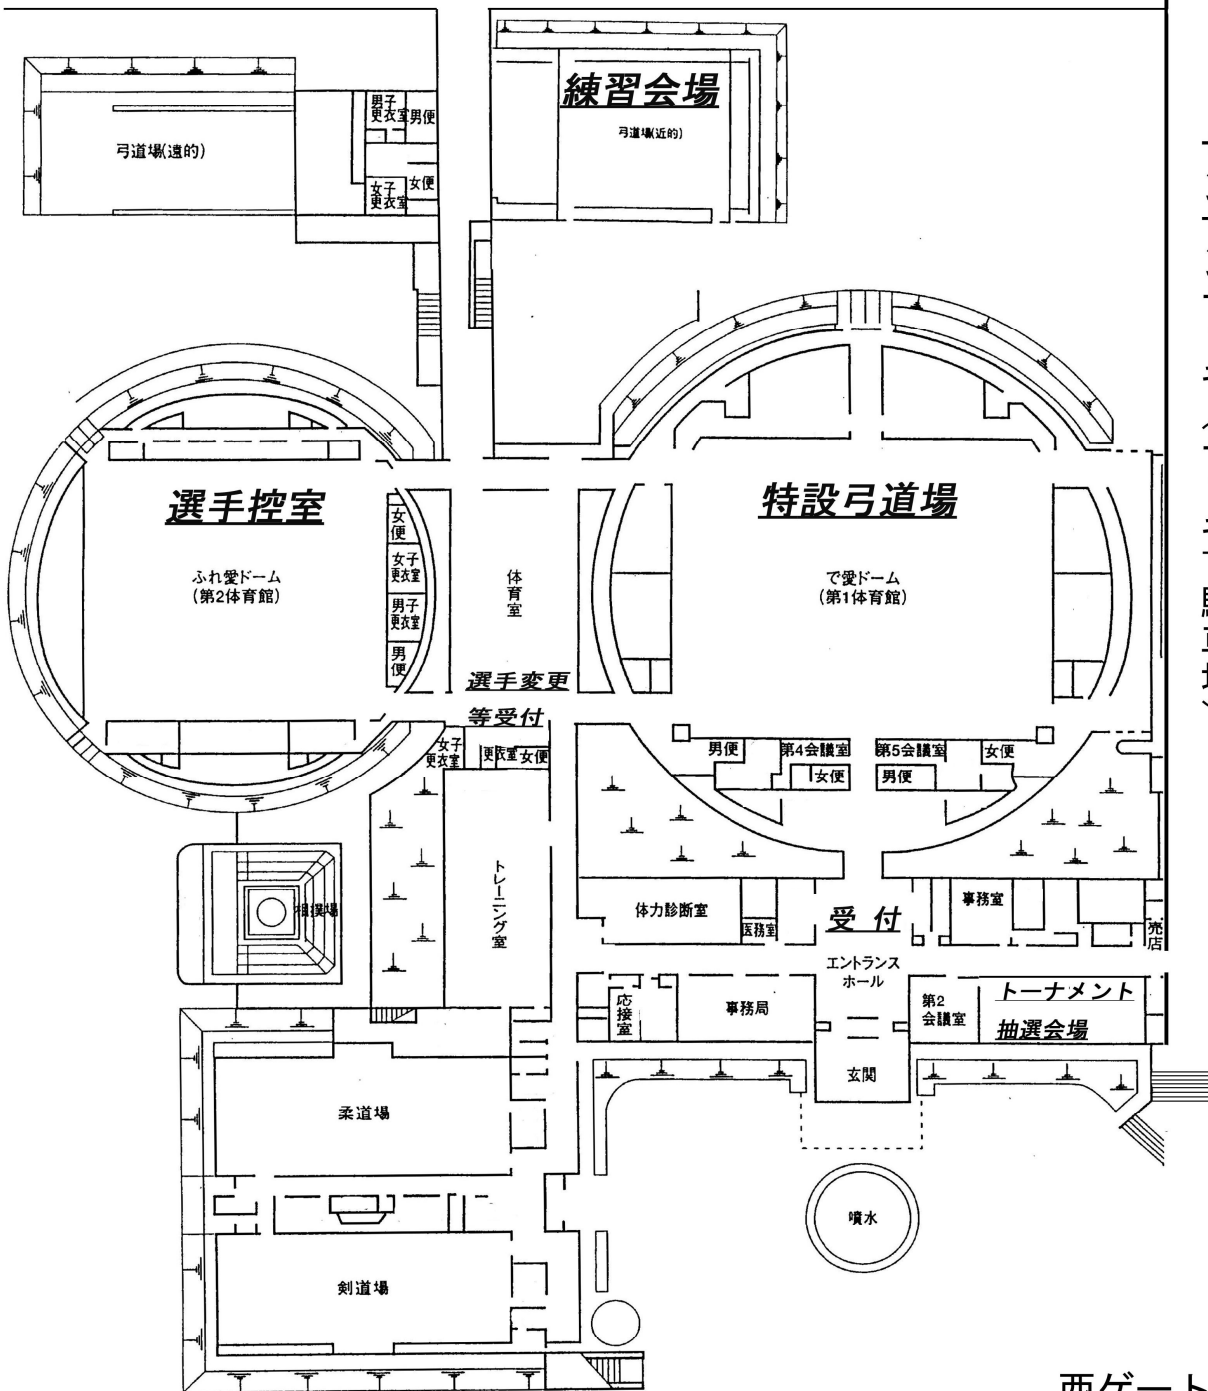 練習会場
弓道場(近的)
弓道場(遠的)
男子
更衣室
男便
女子
更衣室
女便
選手控室
ふれ愛ドーム
(第2体育館)
女
便
女子
更衣室
男子
更衣室
男
便
体育室
特設弓道場
で愛ドーム
(第1体育館)
選手変更
等受付
女子
更衣室
更衣室
女便
男便
第4会議室
女便
第5会議室
男便
女便
相撲場
トレーニング室
体力診断室
医務室
受付
事務室
売店
エントランス
ホール
応接室
事務局
第2
会議室
トーナメント
抽選会場
玄関
柔道場
噴水
剣道場
西ゲート